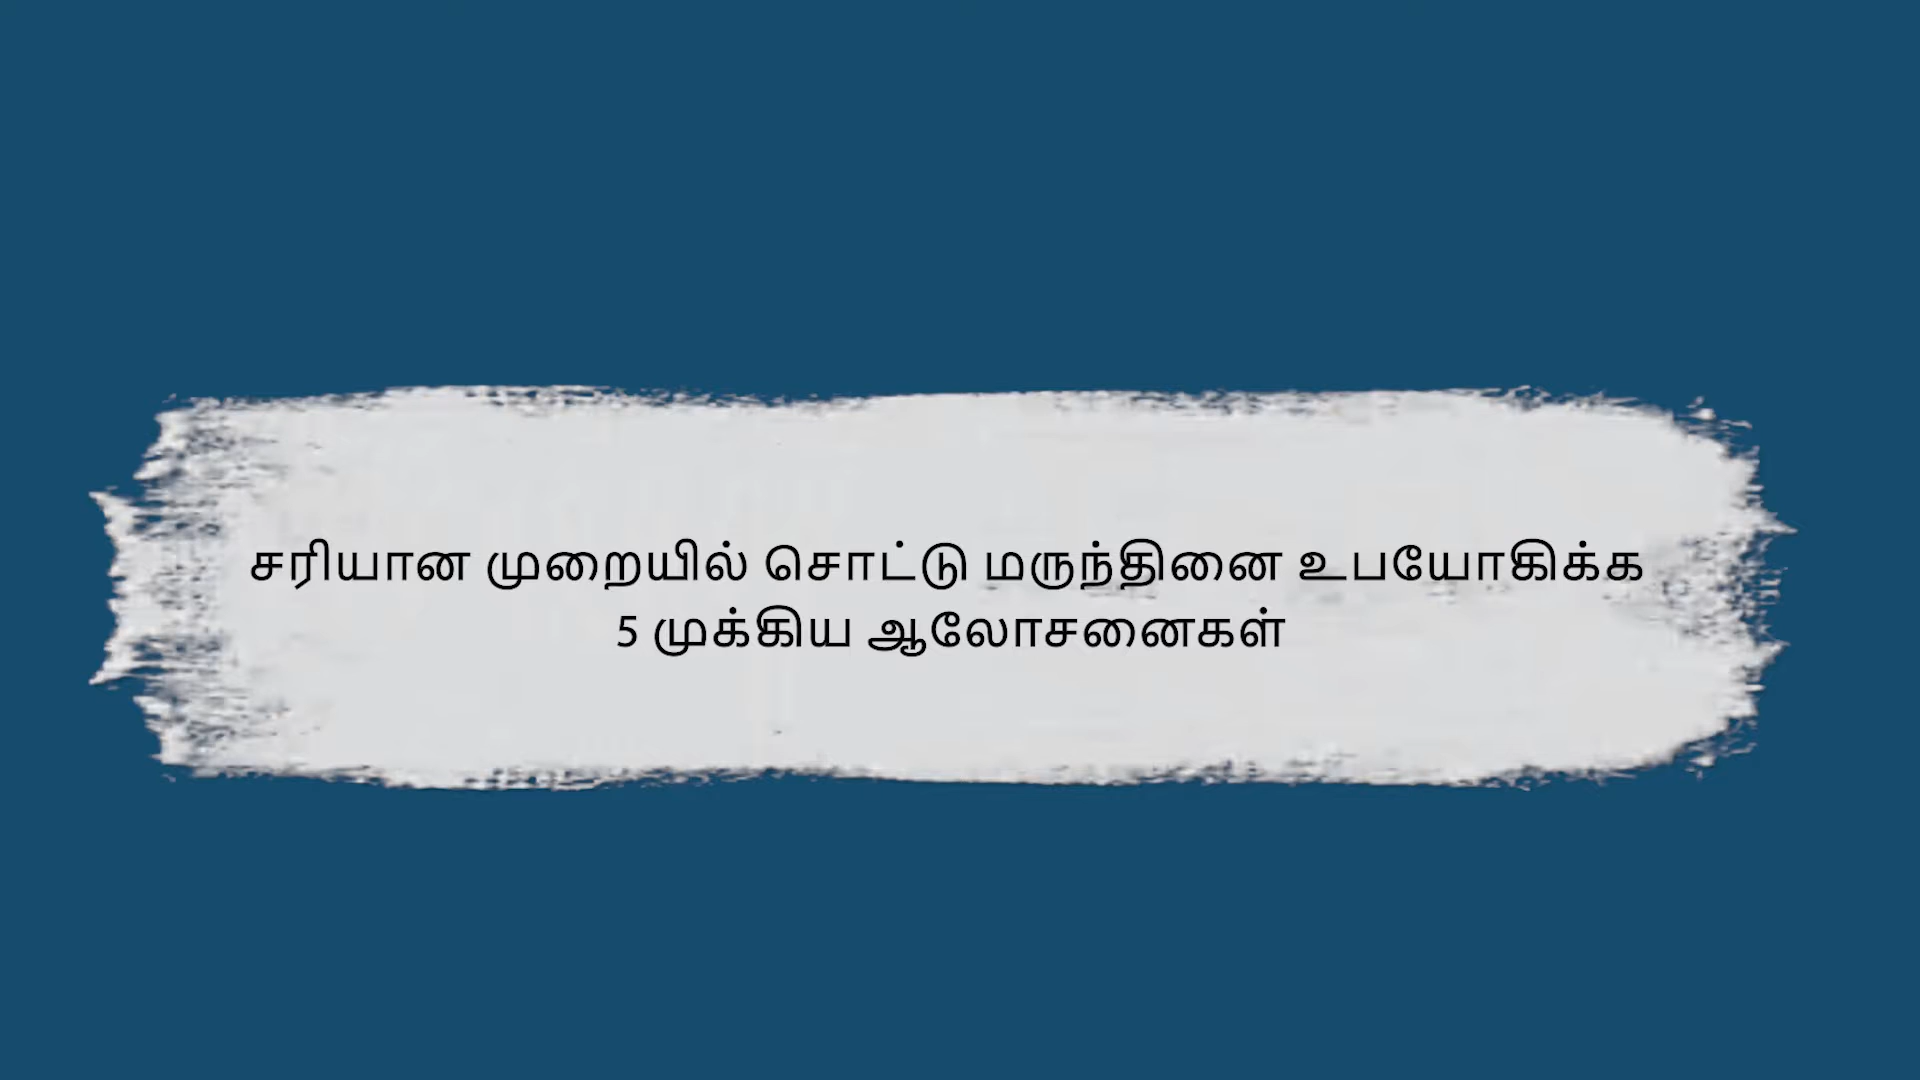 சரியான முறையில் சொட்டு மருந்தினை உபயோகிக்க
5 முக்கிய ஆலோசனைகள்